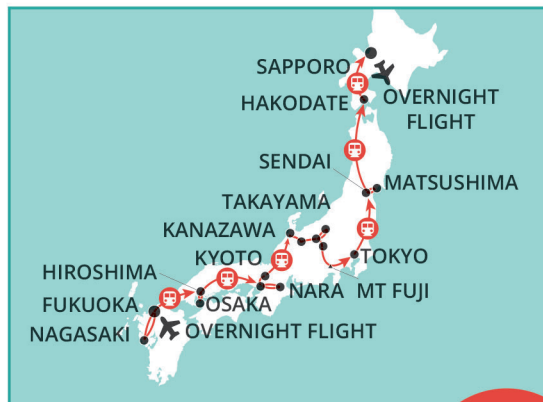 SAPPORO
HAKODATE
OVERNIGHT
FLIGHT
SENDAI
MATSUSHIMA
TAKAYAMA
KANAZAWA
KYOTO
TOKYO
HIROSHIMA
NARA
MT FUJI
FUKUOKA
OSAKA
NAGASAKI
OVERNIGHT FLIGHT